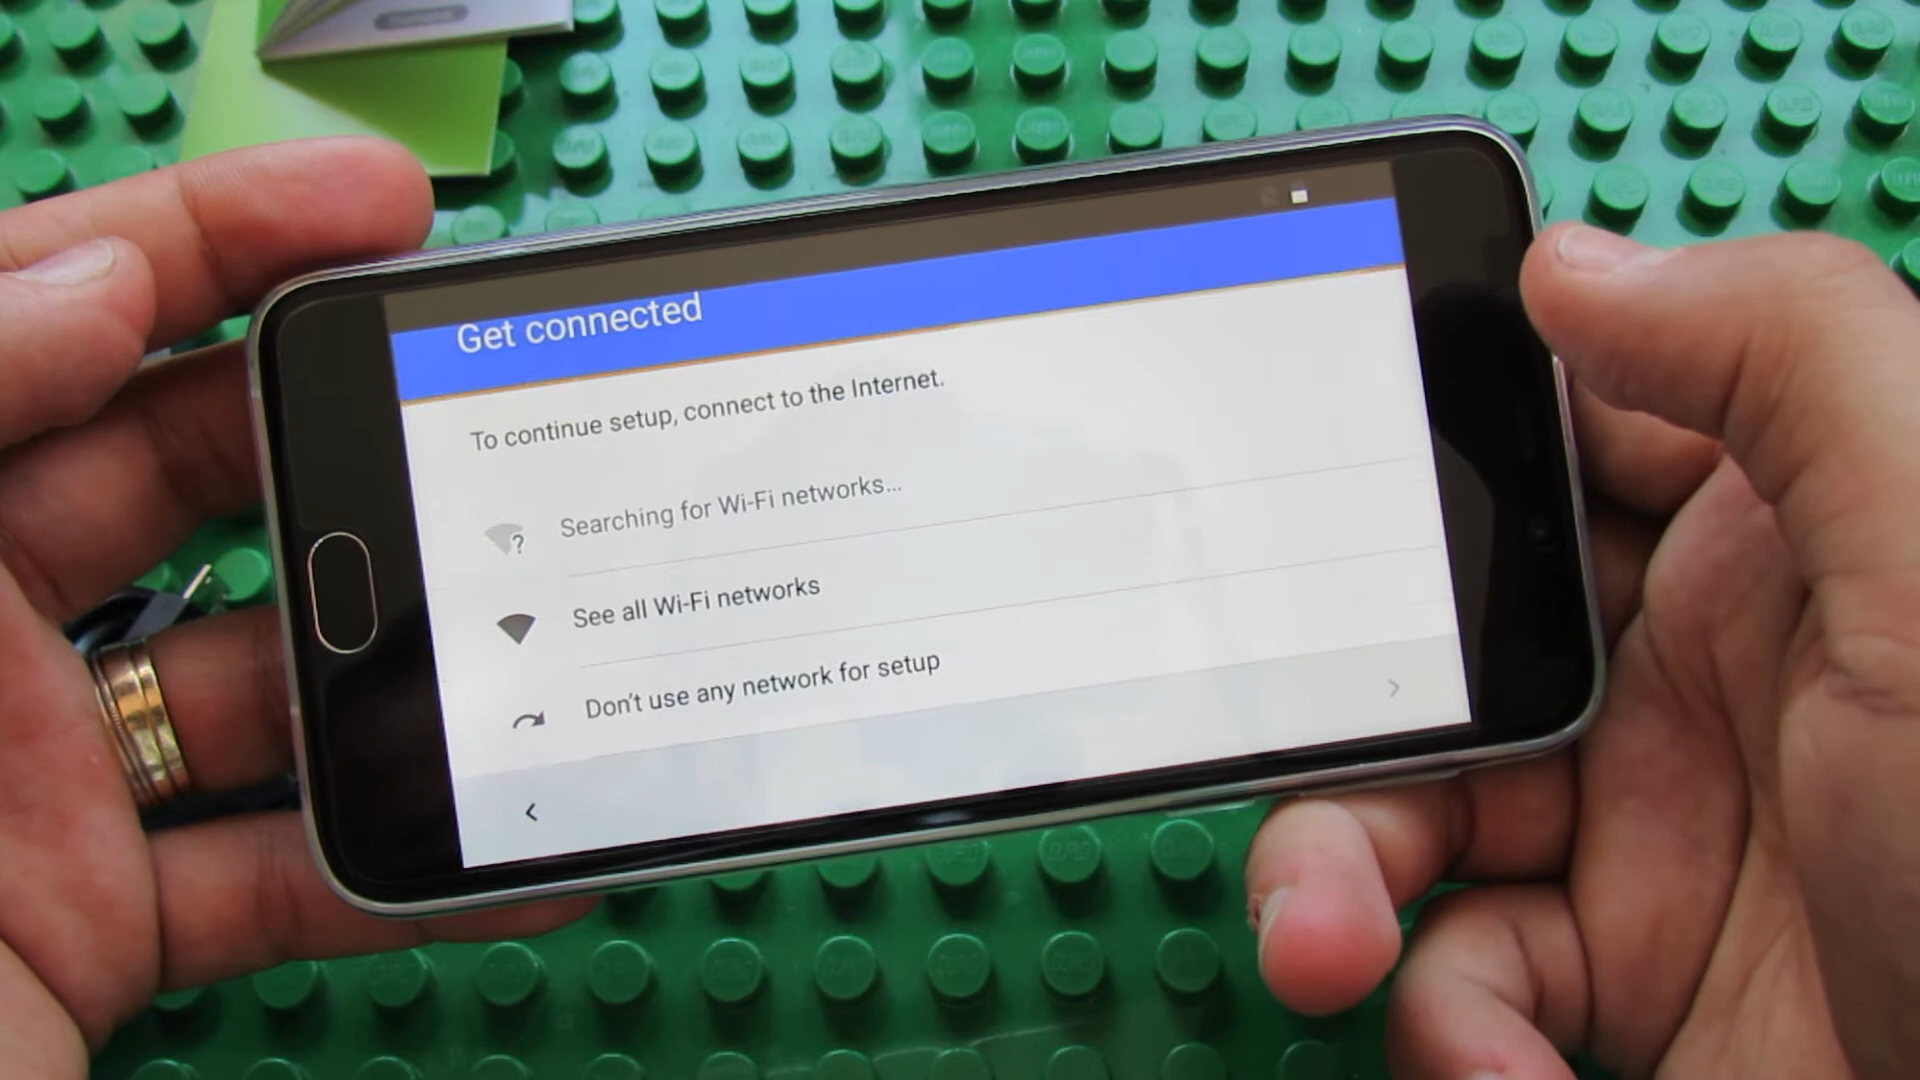 Get connected
To continue setup, connect to the Internet.
Searching for Wi-Fi networks...
See all Wi-Fi networks
Don't use any network for setup